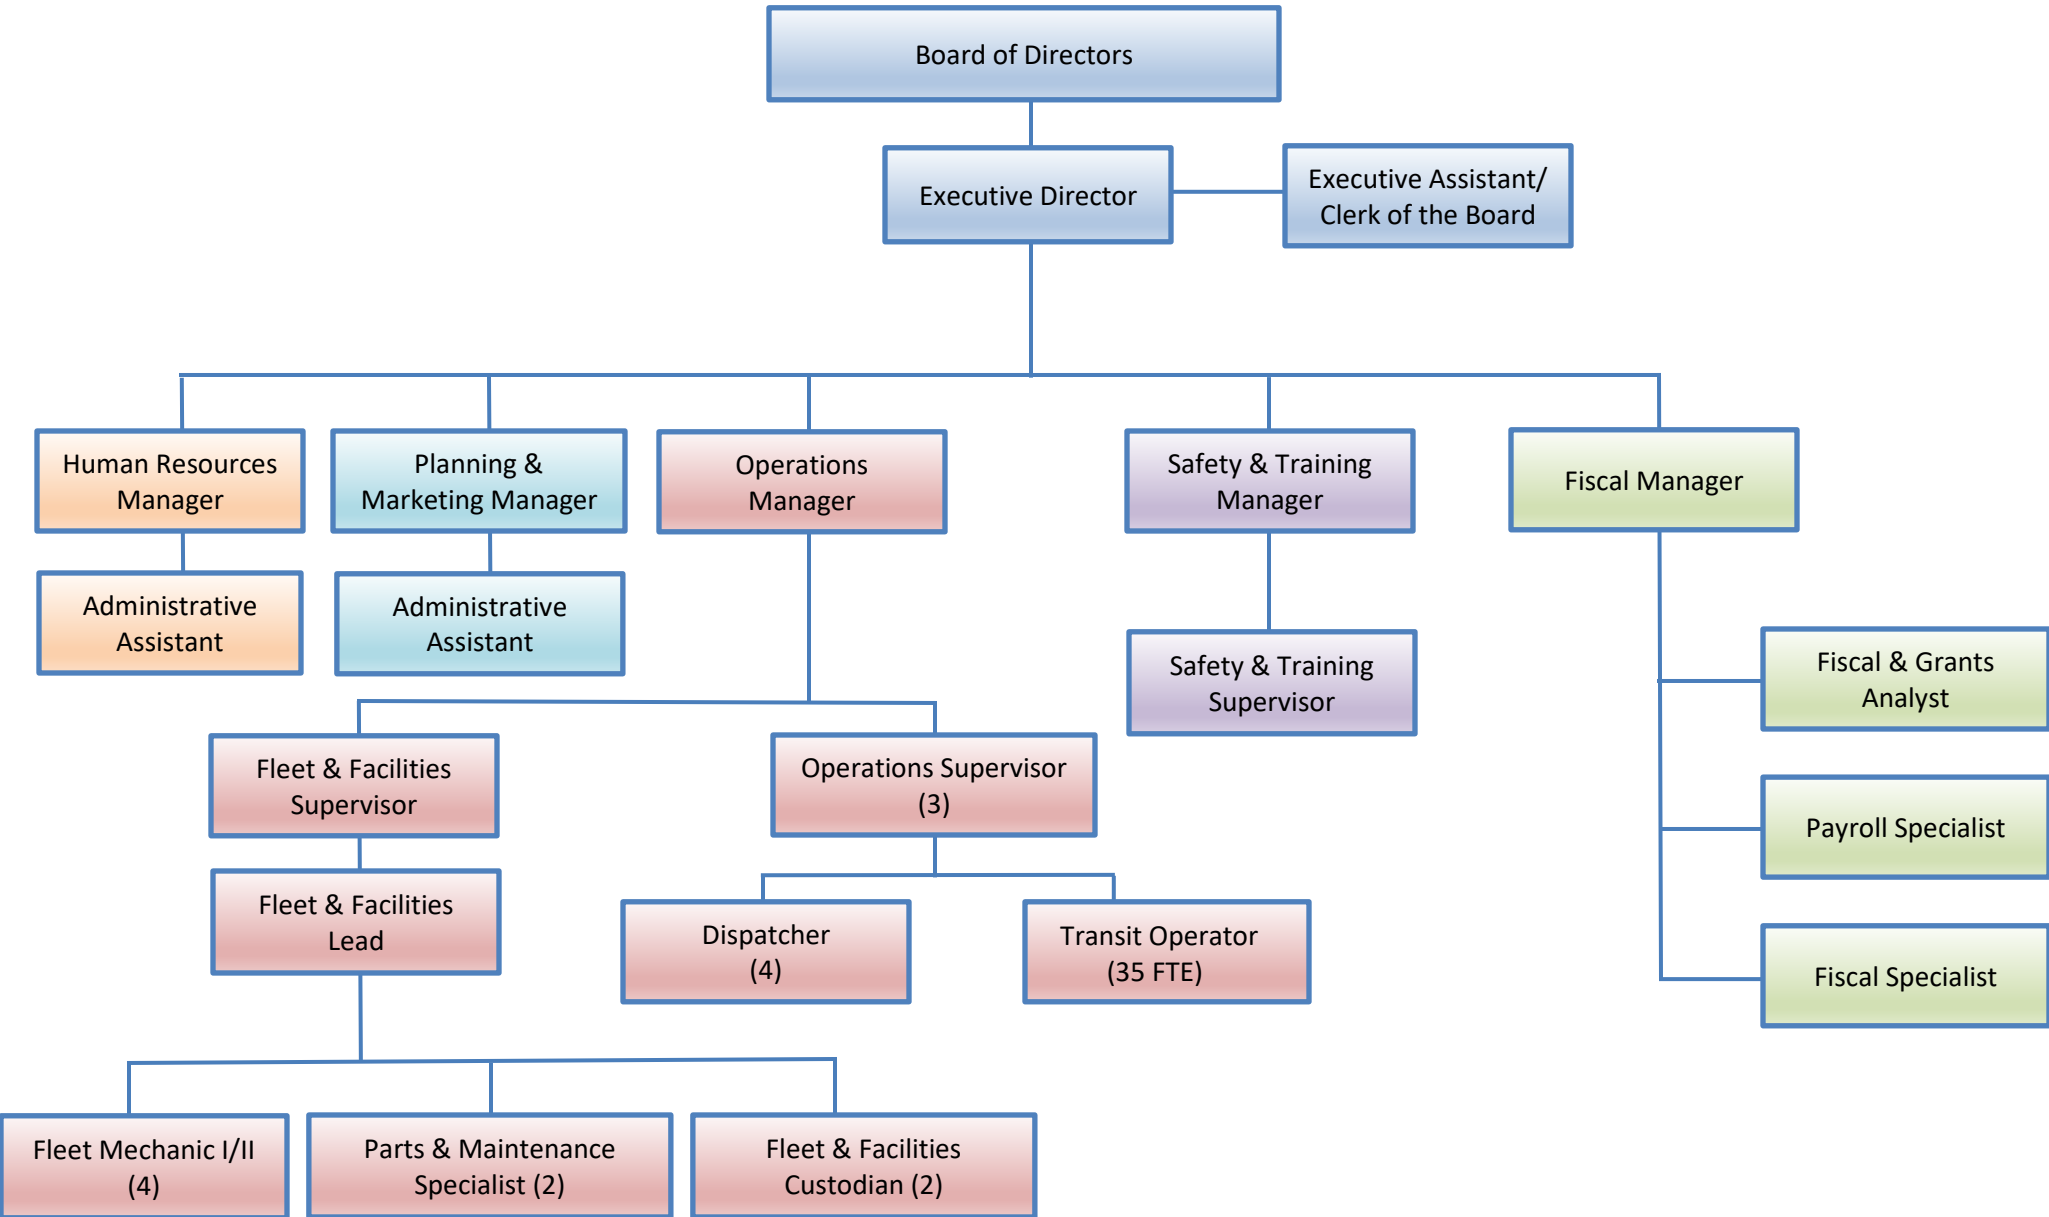 Board of Directors
Executive Director
Executive Assistant/
Clerk of the Board
Human Resources
Manager
Planning &
Marketing Manager
Operations
Manager
Safety & Training
Manager
Fiscal Manager
Administrative
Assistant
Administrative
Assistant
Safety & Training
Supervisor
Fiscal & Grants
Analyst
Fleet & Facilities
Supervisor
Operations Supervisor
(3)
Payroll Specialist
Fleet & Facilities
Lead
Dispatcher
(4)
Transit Operator
(35 FTE)
Fiscal Specialist
Fleet Mechanic I/II
(4)
Parts & Maintenance
Specialist (2)
Fleet & Facilities
Custodian (2)